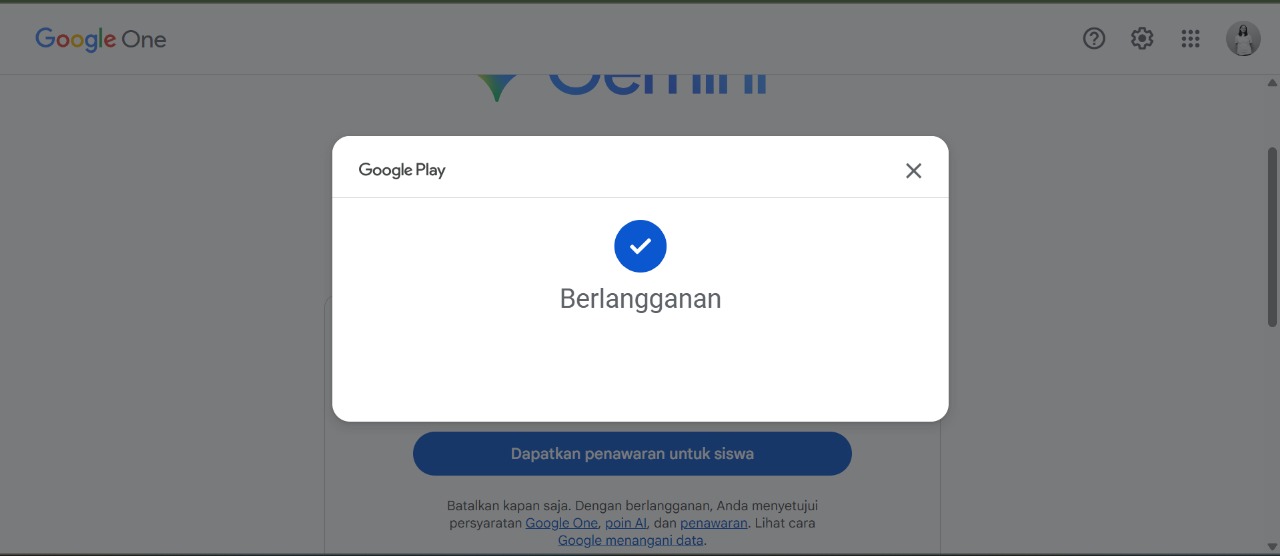 Google One
Gemini
Google Play
Berlangganan
Dapatkan penawaran untuk siswa
Batalkan kapan saja. Dengan berlangganan, Anda menyetujui
persyaratan Google One, poin AI, dan penawaran. Lihat cara
Google menangani data.